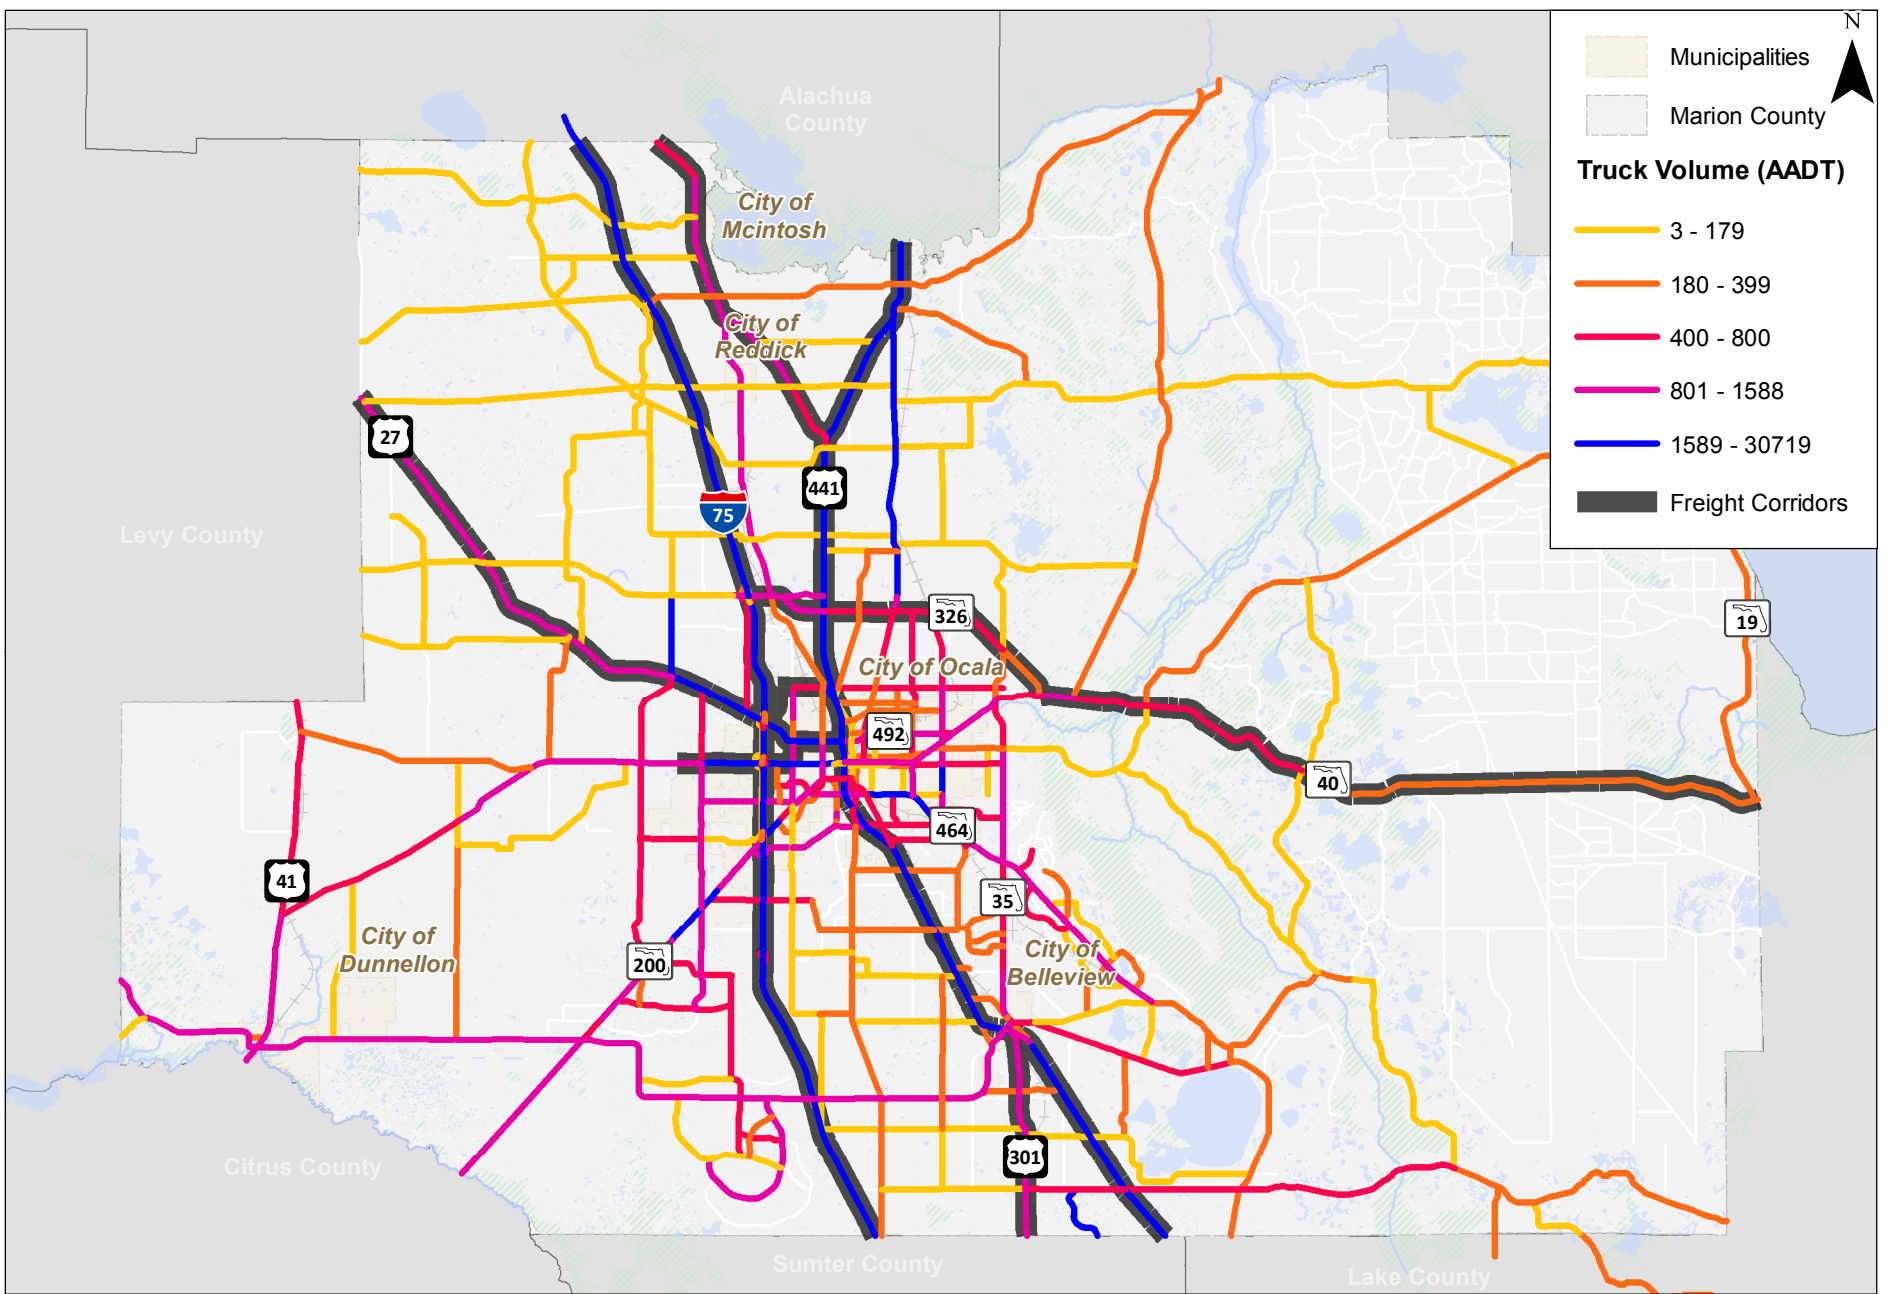 N
Municipalities
Marion County
Truck Volume (AADT)
3 - 179
180 - 399
400 - 800
801 - 1588
1589 - 30719
Freight Corridors
Alachua
County
City of
Mcintosh
City of
Reddick
27
441
75
Levy County
326
19
City of Ocala
492
40
464
41
35
City of
Dunnellon
200
City of
Belleview
301
Citrus County
Sumter County
Lake County